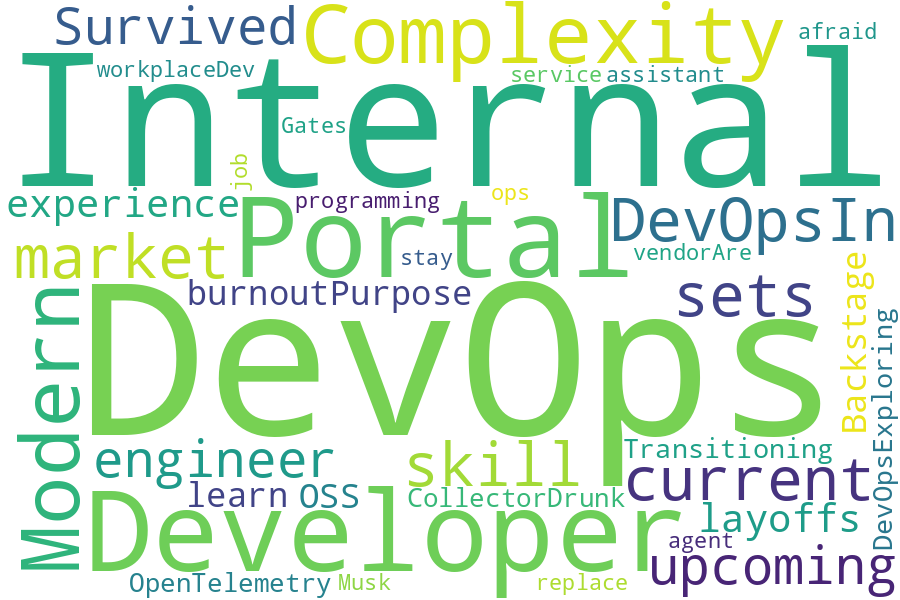 Survived
Complexity
afraid
workplaceDev
service
assistant
Internal
Gates
job
experience
programming
ops
Portal
DevOpsIn
market
stay
vendorAre
burnoutPurpose
sets
Backstage
Modern
DevOps
DevOpsExploring
engineer
skill
Transitioning
current
learn
OSS
CollectorDrunk
layoffs
Developer
agent
upcoming
OpenTelemetry
Musk
replace